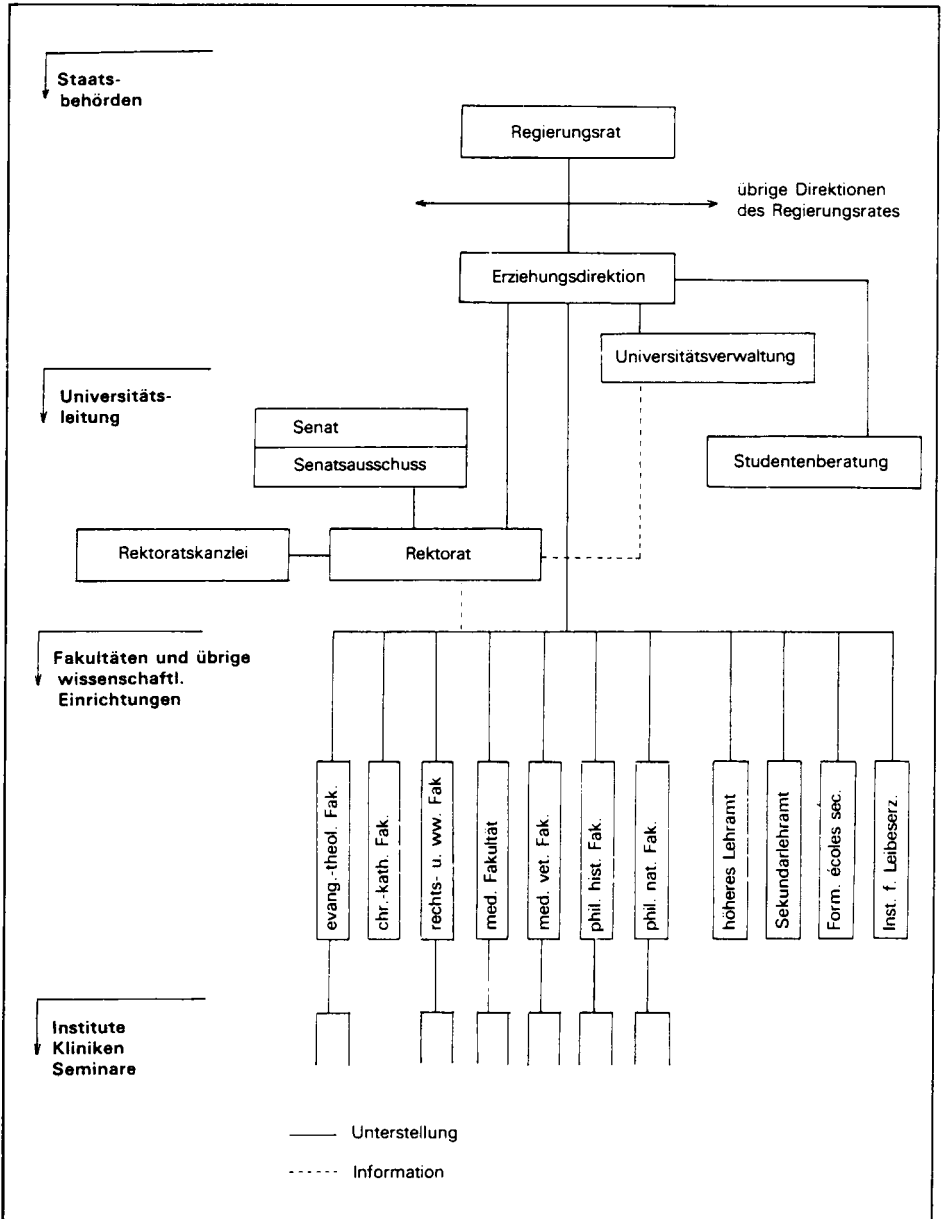 Staats-
behörden
Regierungsrat
übrige Direktionen
des Regierungsrates
Erziehungsdirektion
Universitätsverwaltung
Universitäts-
leitung
Senat
Senatsausschuss
Studentenberatung
Rektoratskanzlei
Rektorat
Fakultäten und übrige
wissenschaftl.
Einrichtungen
evang.-theol. Fak.
chr.-kath. Fak.
rechts- u. ww. Fak
med. Fakultät
med. vet. Fak.
phil. hist. Fak.
phil. nat. Fak.
höheres Lehramt
Sekundarlehramt
Form. écoles sec.
Inst. f. Leibeserz.
Institute
Kliniken
Seminare
Unterstellung
Information